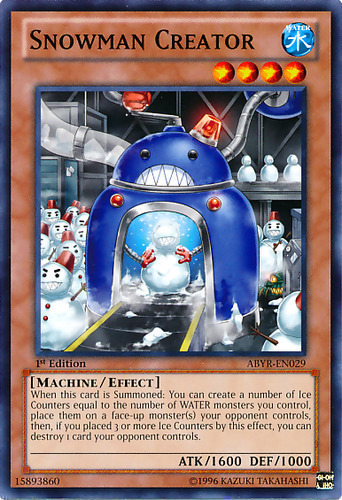 SNOWMAN CREATOR
WATER
水
1st Edition
ABYR-EN029
[MACHINE/EFFECT]
When this card is Summoned: You can create a number of Ice
Counters equal to the number of WATER monsters you control,
place them on a face-up monster(s) your opponent controls,
then, if you placed 3 or more Ice Counters by this effect, you can
destroy 1 card your opponent controls.
ATK/1600 DEF/1000
15893860
©1996 KAZUKI TAKAHASHI